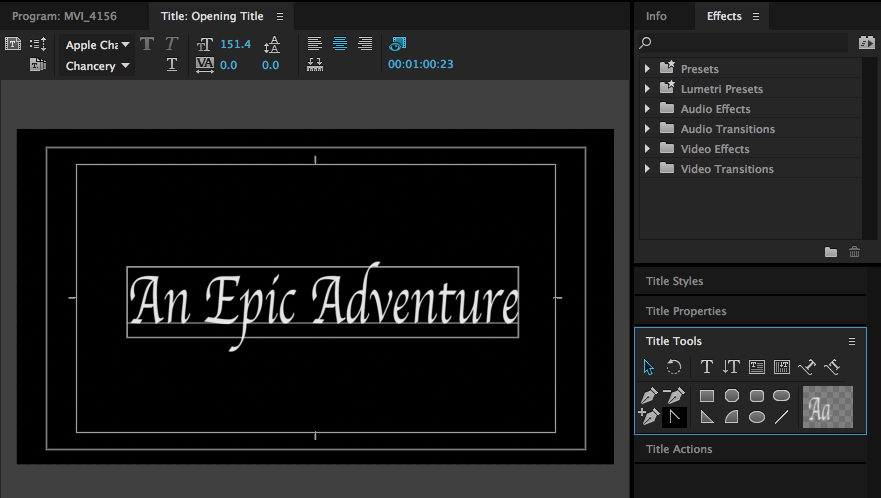 Program: MVI_4156
Title: Opening Title
Apple Cha
T T
TT 151.4
A A
Chancery
T
VA 0.0
0.0
00:01:00:23
An Epic Adventure
Info
Effects
Presets
Lumetri Presets
Audio Effects
Audio Transitions
Video Effects
Video Transitions
Title Styles
Title Properties
Title Tools
T T
Aa
Title Actions